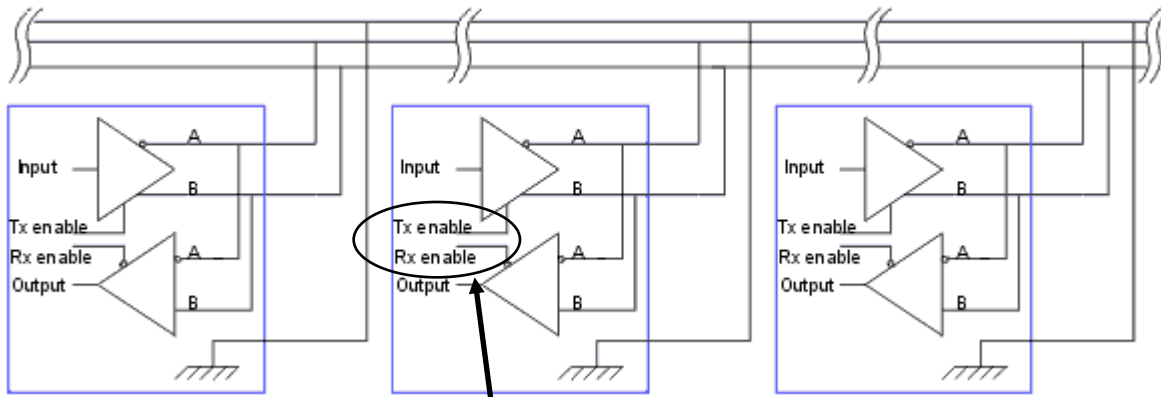 A
Input
B
Tx enable
Rx enable
A
Output
B
A
Input
B
Tx enable
Rx enable
A
Output
B
A
Input
B
Tx enable
Rx enable
A
Output
B